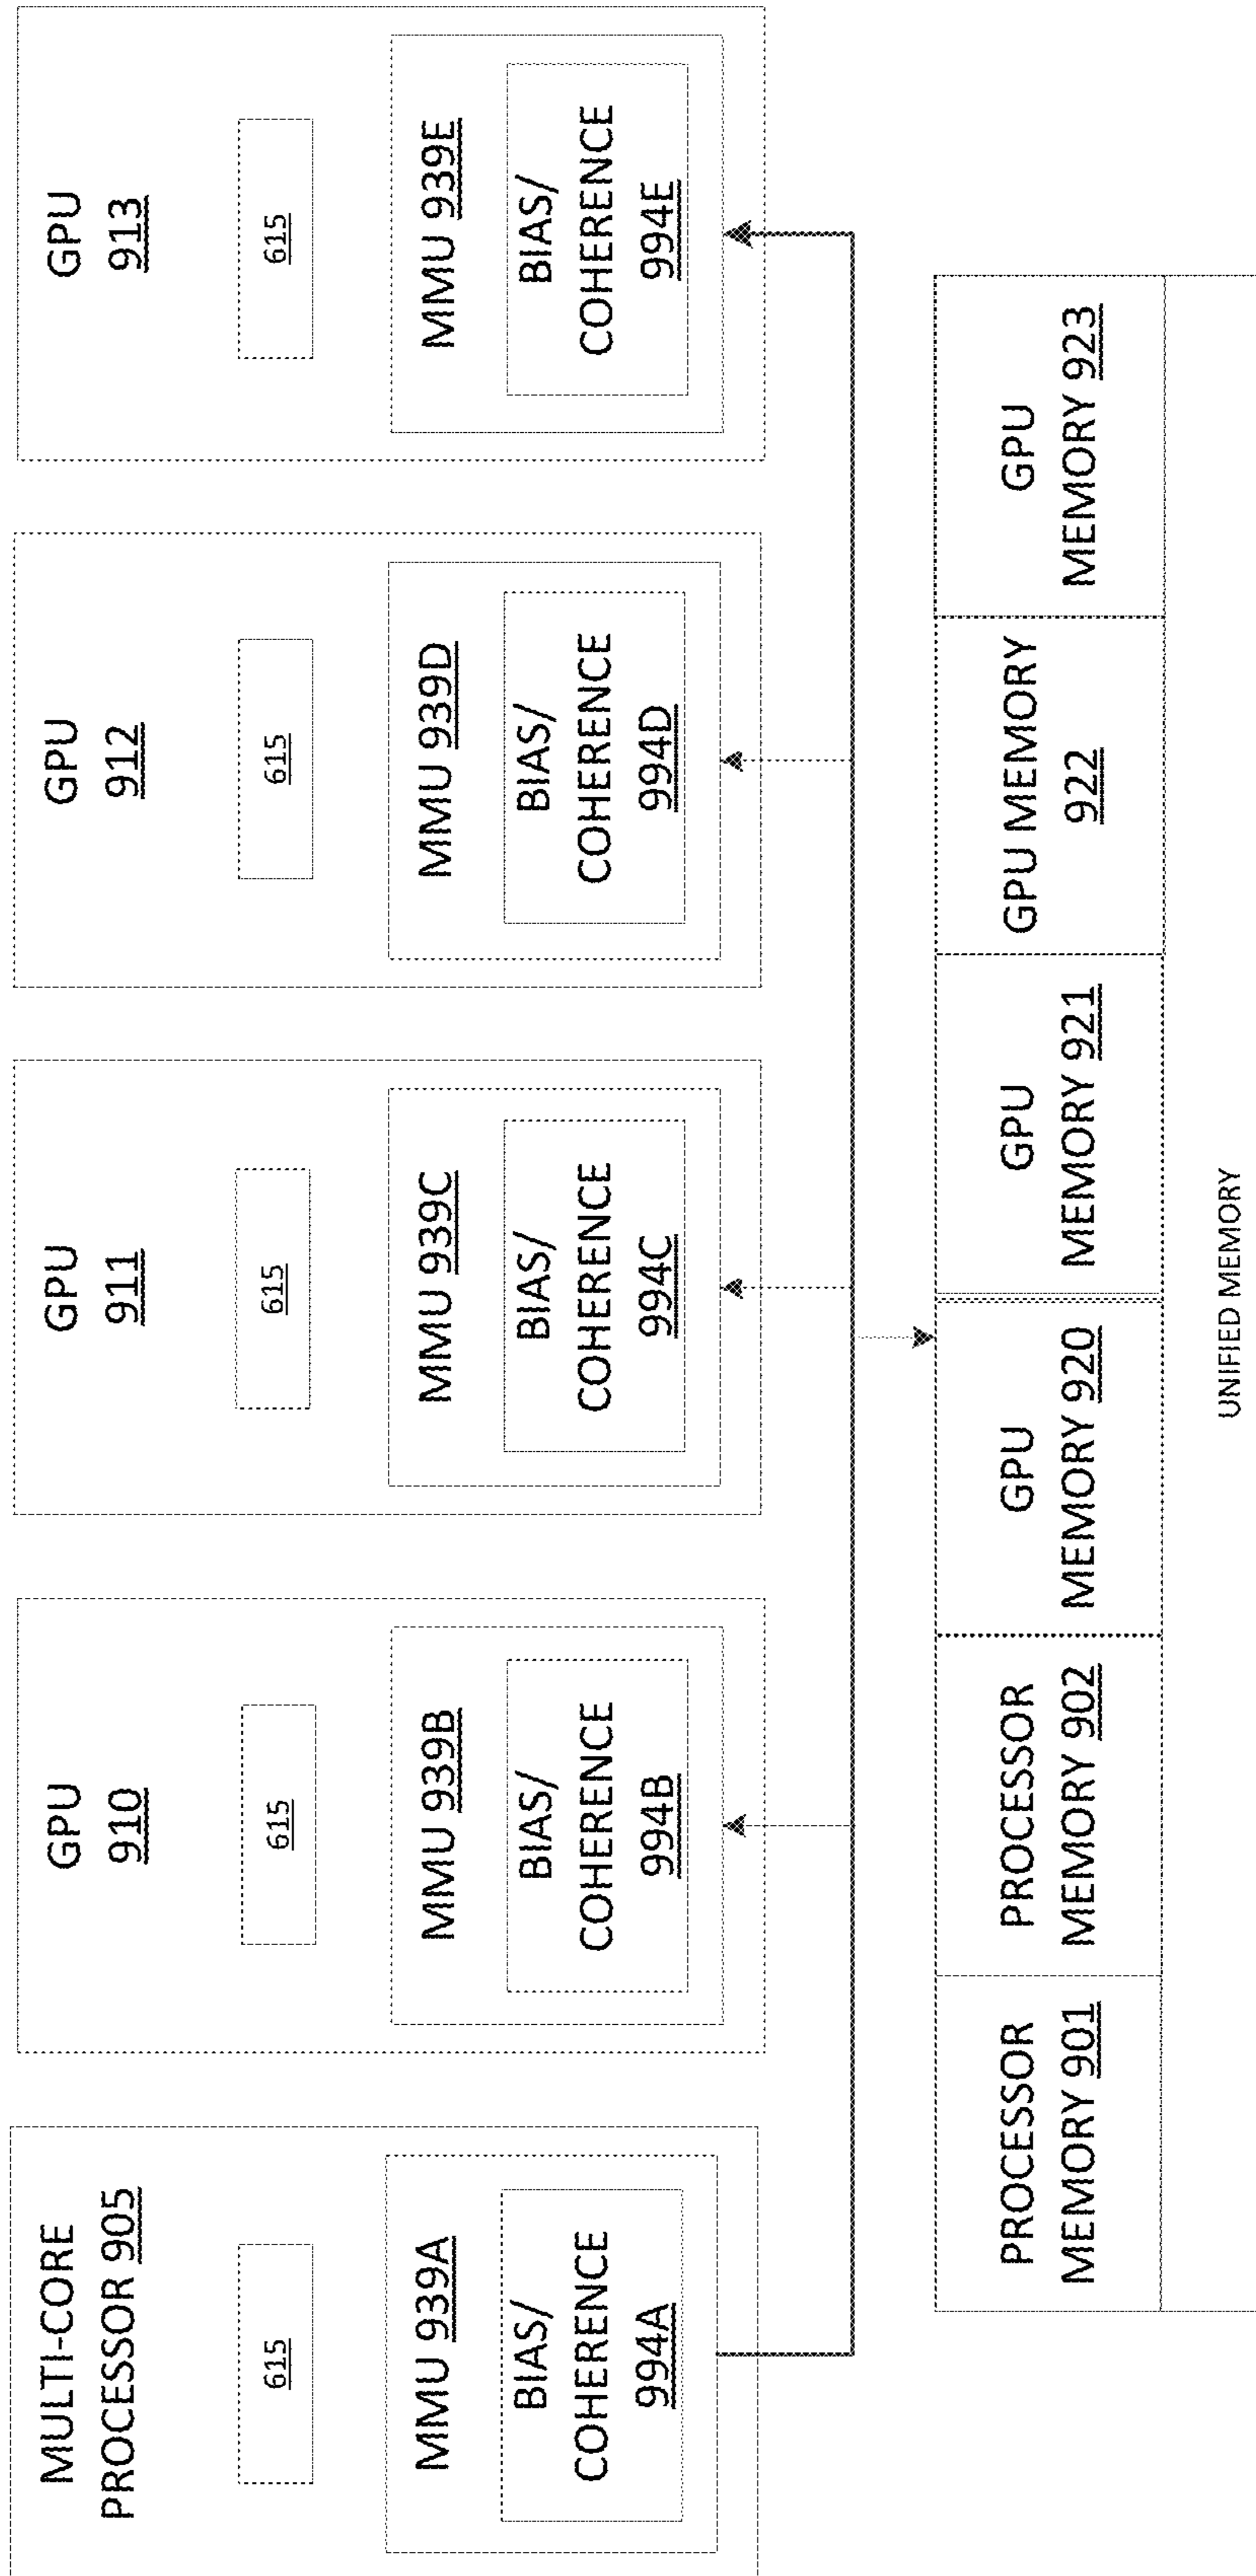 MULTI-CORE
PROCESSOR 905
615
MMU 939A
BIAS/
COHERENCE
994A
GPU
910
615
MMU 939B
BIAS/
COHERENCE
994B
GPU
911
615
MMU 939C
BIAS/
COHERENCE
994C
GPU
912
615
MMU 939D
BIAS/
COHERENCE
994D
GPU
913
615
MMU 939E
BIAS/
COHERENCE
994E
PROCESSOR
MEMORY 901
PROCESSOR
MEMORY 902
GPU
MEMORY 920
GPU
MEMORY 921
GPU MEMORY
922
GPU
MEMORY 923
UNIFIED MEMORY